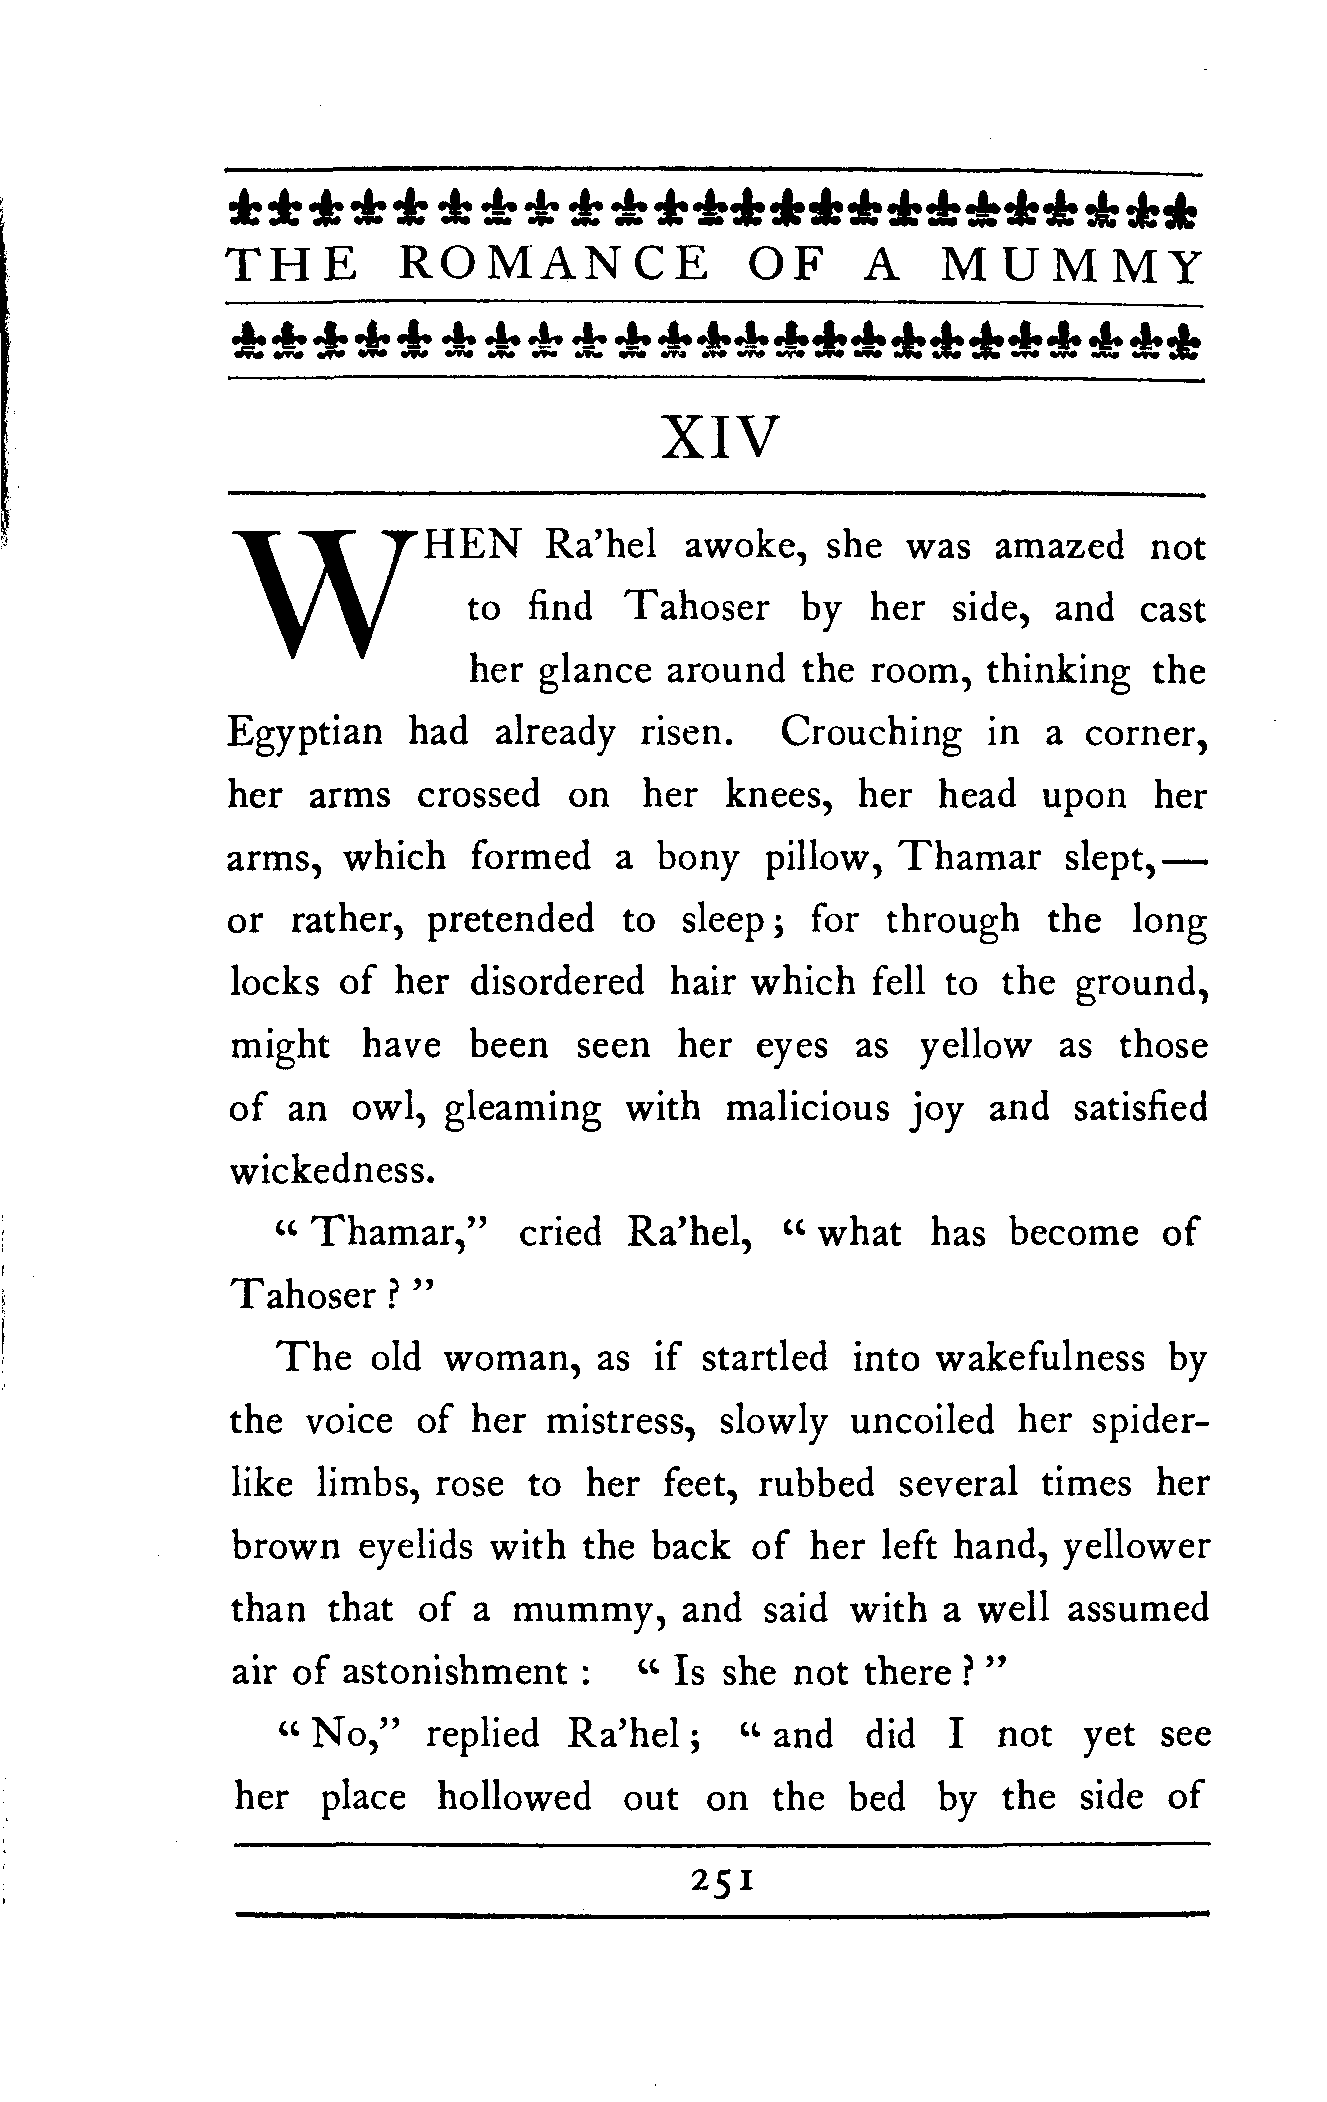 THE ROMANCE OF A MUMMY
XIV
WHEN Ra’hel awoke, she was amazed not
to find Tahoser by her side, and cast
her glance around the room, thinking the
Egyptian had already risen. Crouching in a corner,
her arms crossed on her knees, her head upon her
arms, which formed a bony pillow, Thamar slept,—
or rather, pretended to sleep; for through the long
locks of her disordered hair which fell to the ground,
might have been seen her eyes as yellow as those
of an owl, gleaming with malicious joy and satisfied
wickedness.
“Thamar,” cried Ra’hel, “what has become of
Tahoser?”
The old woman, as if startled into wakefulness by
the voice of her mistress, slowly uncoiled her spider-
like limbs, rose to her feet, rubbed several times her
brown eyelids with the back of her left hand, yellower
than that of a mummy, and said with a well assumed
air of astonishment: “Is she not there?”
“No,” replied Ra’hel; “and did I not yet see
her place hollowed out on the bed by the side of
251